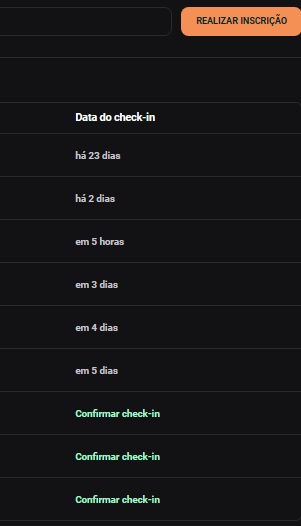 REALIZAR INSCRIÇÃO
Data do check-in
há 23 dias
há 2 dias
em 5 horas
em 3 dias
em 4 dias
em 5 dias
Confirmar check-in
Confirmar check-in
Confirmar check-in